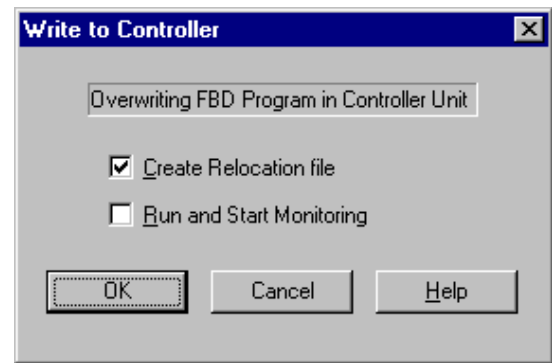 Write to Controller
Overwriting FBD Program in Controller Unit
Create Relocation file
Run and Start Monitoring
OK Cancel Help